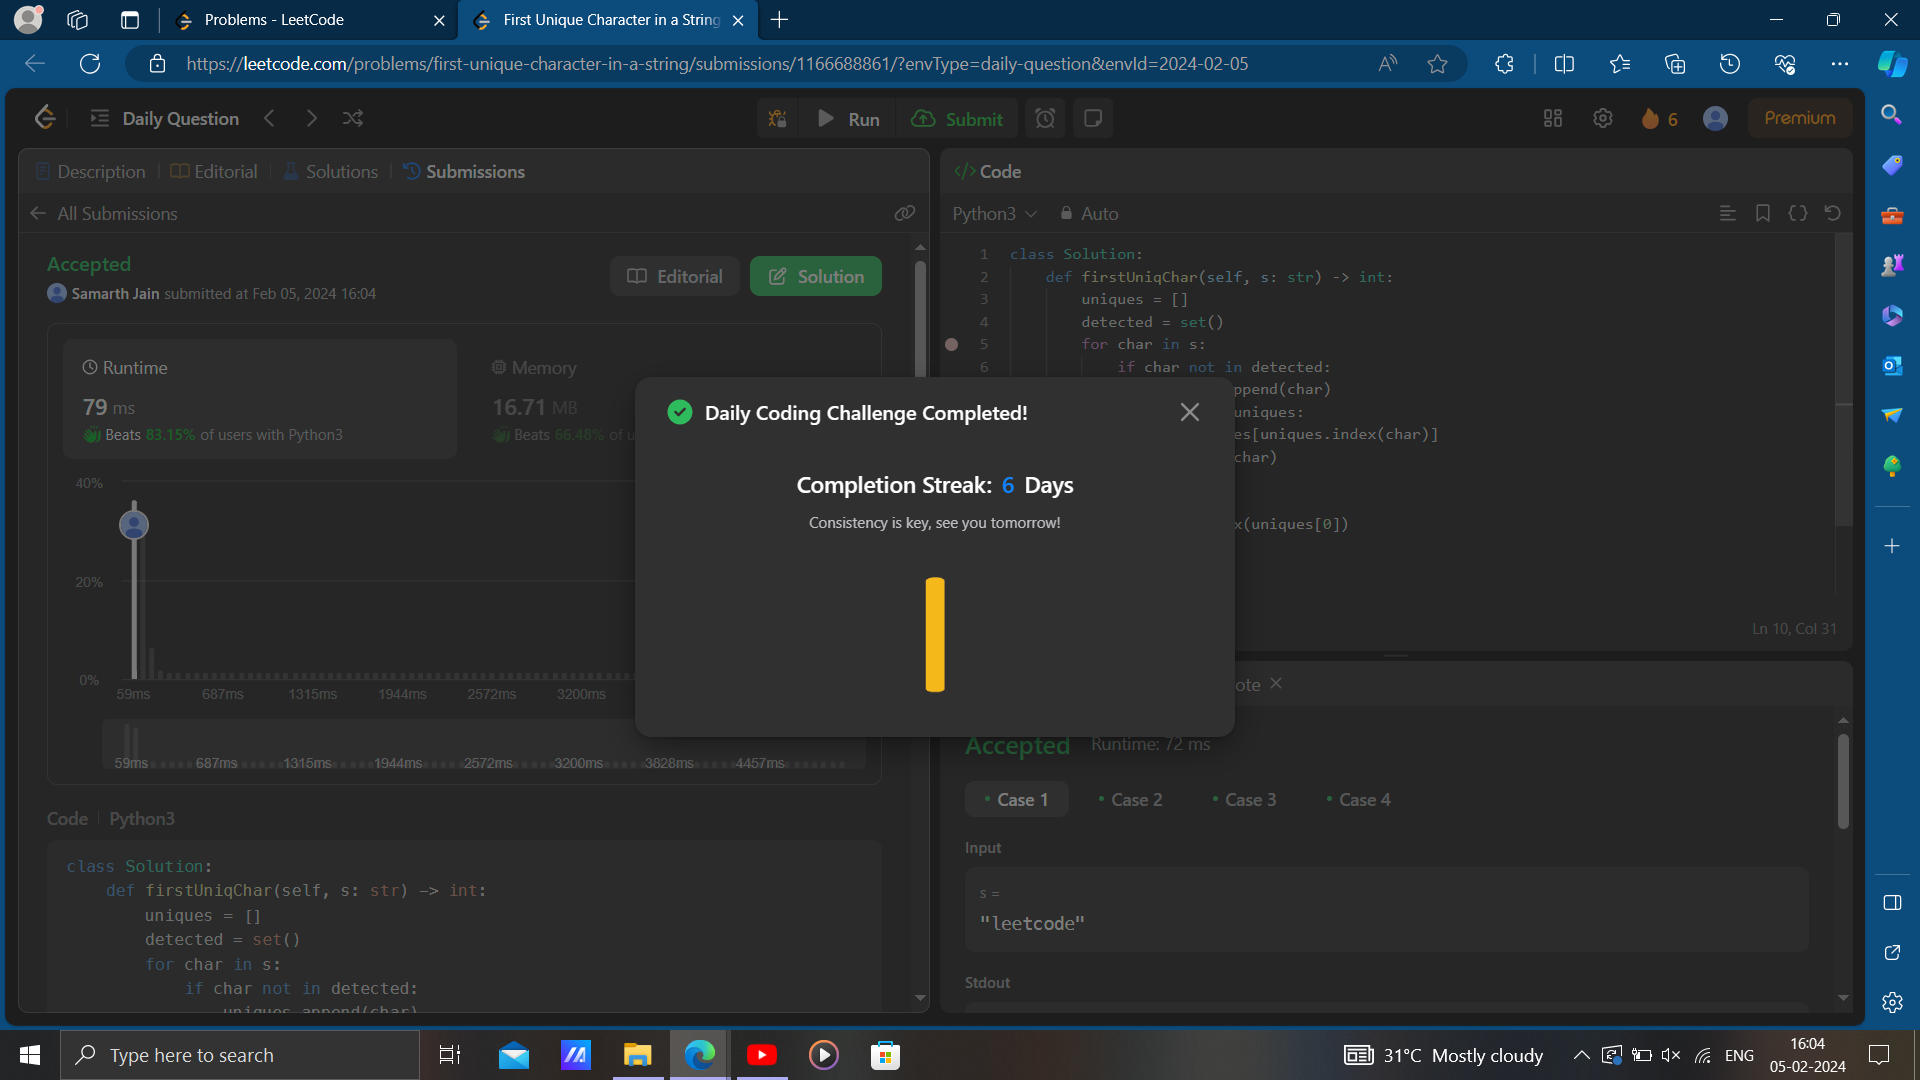 Problems - LeetCode
First Unique Character in a String
https://leetcode.com/problems/first-unique-character-in-a-string/submissions/1166688861/?envType=daily-question&envId=2024-02-05
Daily Question
Run
Submit
6
Premium
Description
Editorial
Solutions
Submissions
All Submissions
Accepted
Samarth Jain submitted at Feb 05, 2024 16:04
Editorial
Solution
Runtime
79 ms
Beats 83.15% of users with Python3
Memory
16.71 MB
Beats 66.48% of u
40%
20%
0%
59ms 687ms 1315ms 1944ms 2572ms 3200ms
59ms 687ms 1315ms 1944ms 2572ms 3200ms 3828ms 4457ms
Code
Python3
class Solution:
def firstUniqChar(self, s: str) -> int:
uniques = []
detected = set()
for char in s:
if char not in detected:
uniques.append(char)
Daily Coding Challenge Completed!
Completion Streak: 6 Days
Consistency is key, see you tomorrow!
</> Code
Python3
Auto
1 class Solution:
2 def firstUniqChar(self, s: str) -> int:
3 uniques = []
4 detected = set()
5 for char in s:
6 if char not in detected:
ppend(char)
uniques:
es[uniques.index(char)]
char)
x(uniques[0])
Ln 10, Col 31
ote
Accepted
Runtime: 72 ms
Case 1
Case 2
Case 3
Case 4
Input
s =
"leetcode"
Stdout
Type here to search
31°C Mostly cloudy
ENG
16:04
05-02-2024